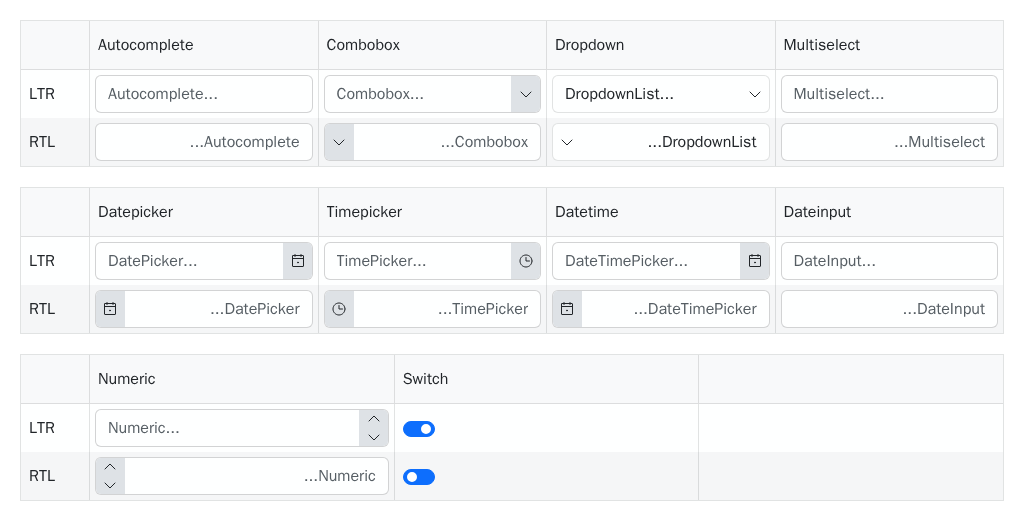 Autocomplete Combobox Dropdown Multiselect
LTR Autocomplete... Combobox... DropdownList... Multiselect...
RTL ...Autocomplete ...Combobox ...DropdownList ...Multiselect
Datepicker Timepicker Datetime Dateinput
LTR DatePicker... TimePicker... DateTimePicker... DateInput...
RTL ...DatePicker ...TimePicker ...DateTimePicker ...DateInput
Numeric Switch
LTR Numeric...
RTL ...Numeric